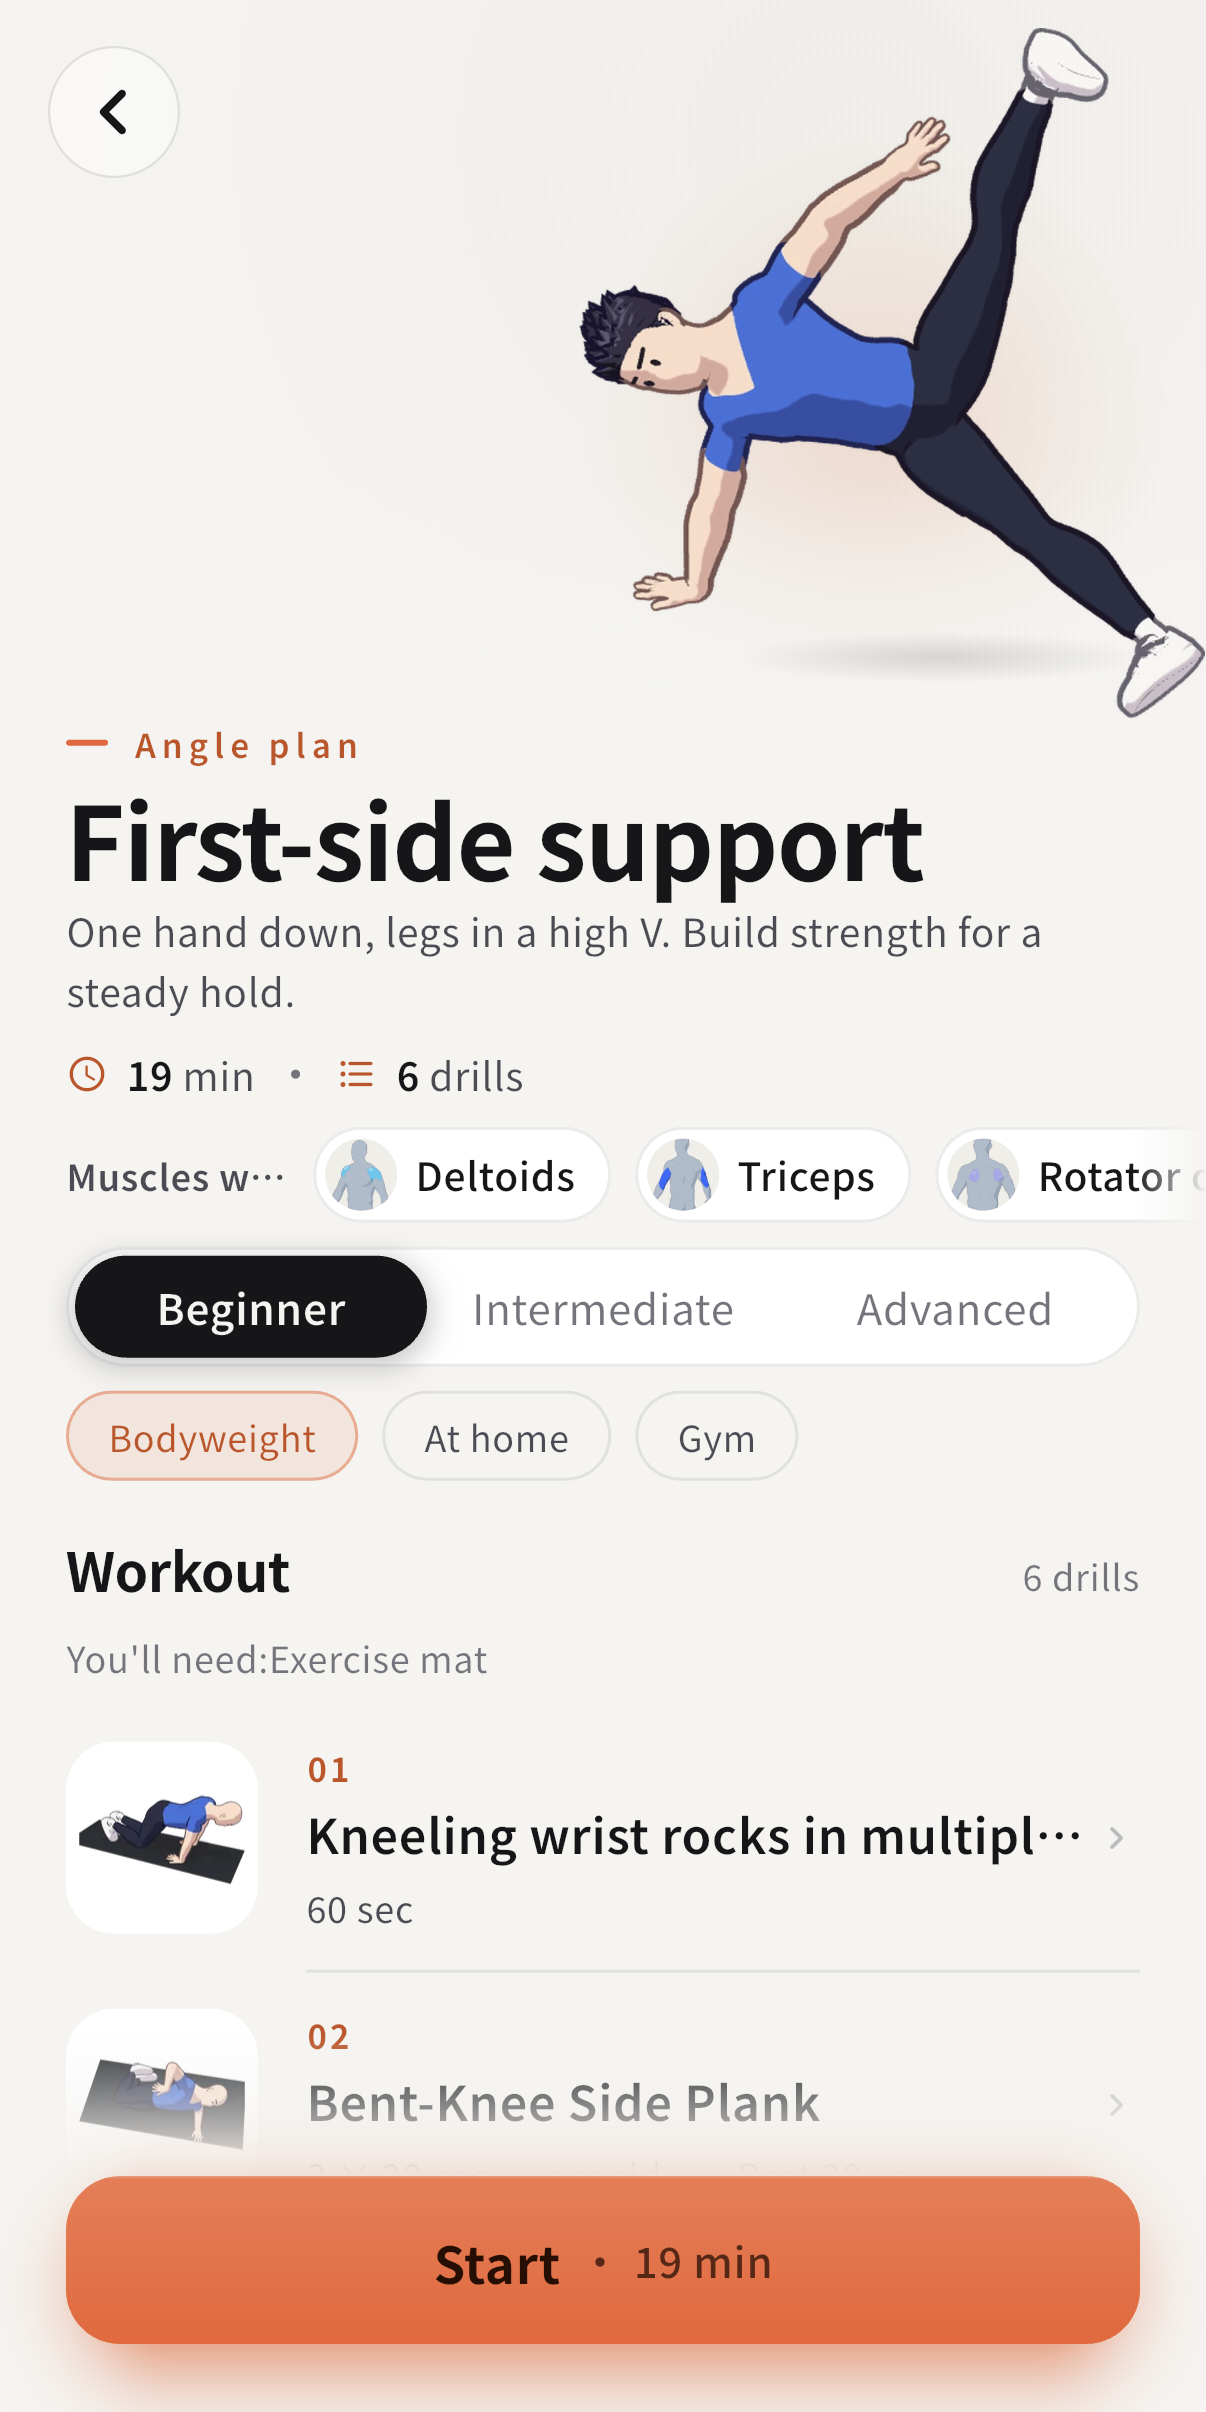 Angle plan
First-side support
One hand down, legs in a high V. Build strength for a
steady hold.
19 min • 6 drills
Muscles w··· Deltoids Triceps Rotator
Beginner Intermediate Advanced
Bodyweight At home Gym
Workout 6 drills
You'll need:Exercise mat
01
Kneeling wrist rocks in multipl···
60 sec
02
Bent-Knee Side Plank
Start • 19 min